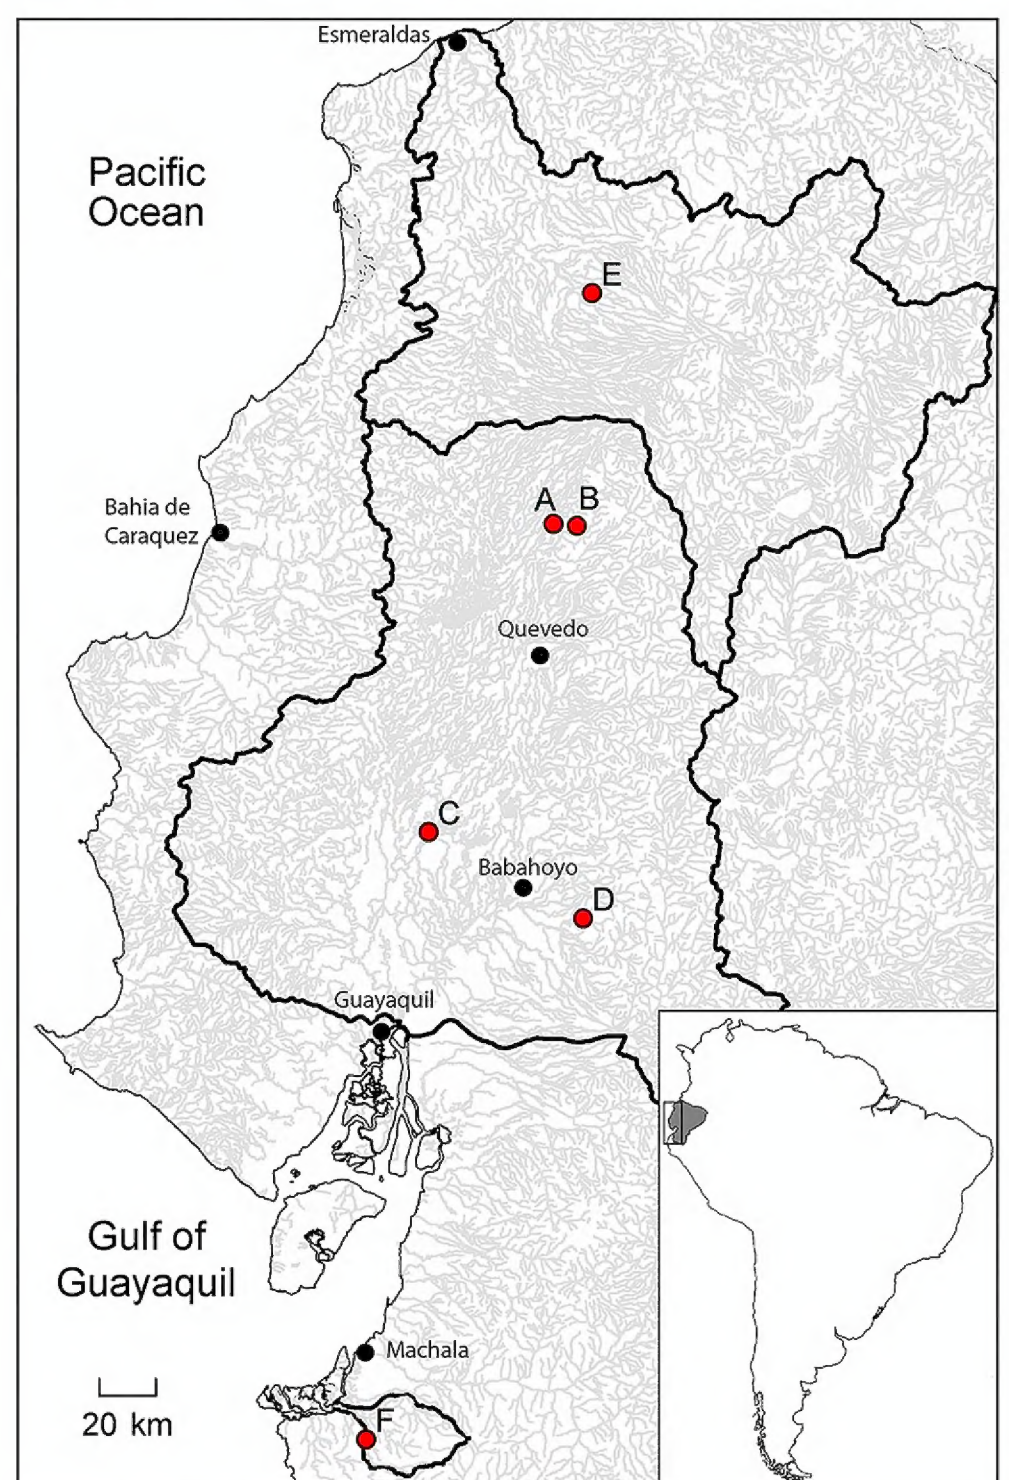 Esmeraldas
Pacific
Ocean
E
A
B
Bahia de
Caraquez
Quevedo
C
Babahoyo
D
Guayaquil
Gulf of
Guayaquil
Machala
20 km
F